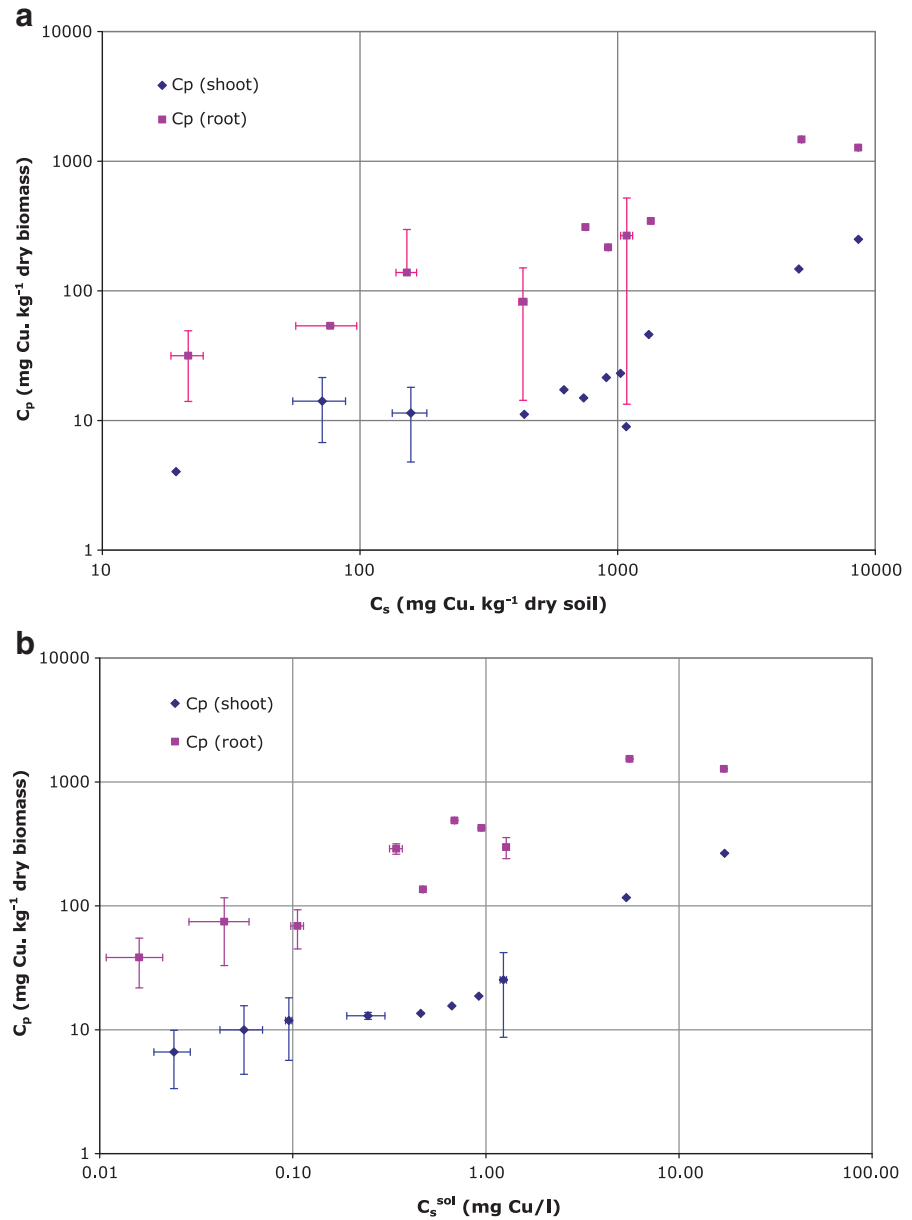 a
10000
1000
100
10
1
Cp (shoot)
Cp (root)
Cₚ (mg Cu. kg⁻¹ dry biomass)
10 100 1000 10000
Cₛ (mg Cu. kg⁻¹ dry soil)
b
10000
1000
100
10
1
Cp (shoot)
Cp (root)
Cₚ (mg Cu. kg⁻¹ dry biomass)
0.01 0.10 1.00 10.00 100.00
Cₛˢᵒˡ (mg Cu/l)